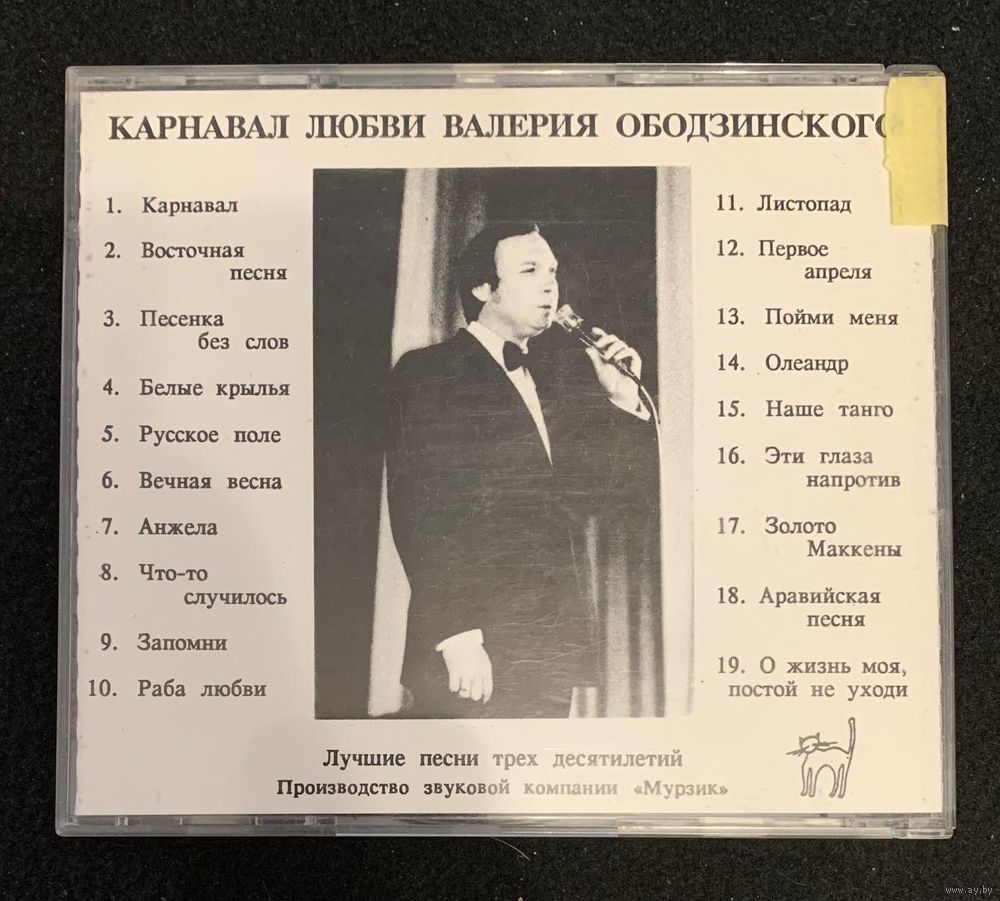 КАРНАВАЛ ЛЮБВИ ВАЛЕРИЯ ОБОДЗИНСКОГО
1. Карнавал
2. Восточная
песня
3. Песенка
без слов
4. Белые крылья
5. Русское поле
6. Вечная весна
7. Анжела
8. Что-то
случилось
9. Запомни
10. Раба любви
11. Листопад
12. Первое
апреля
13. Пойми меня
14. Олеандр
15. Наше танго
16. Эти глаза
напротив
17. Золото
Маккены
18. Аравийская
песня
19. О жизнь моя,
постой не уходи
Лучшие песни трех десятилетий
Производство звуковой компании «Мурзик»
www.ay.by